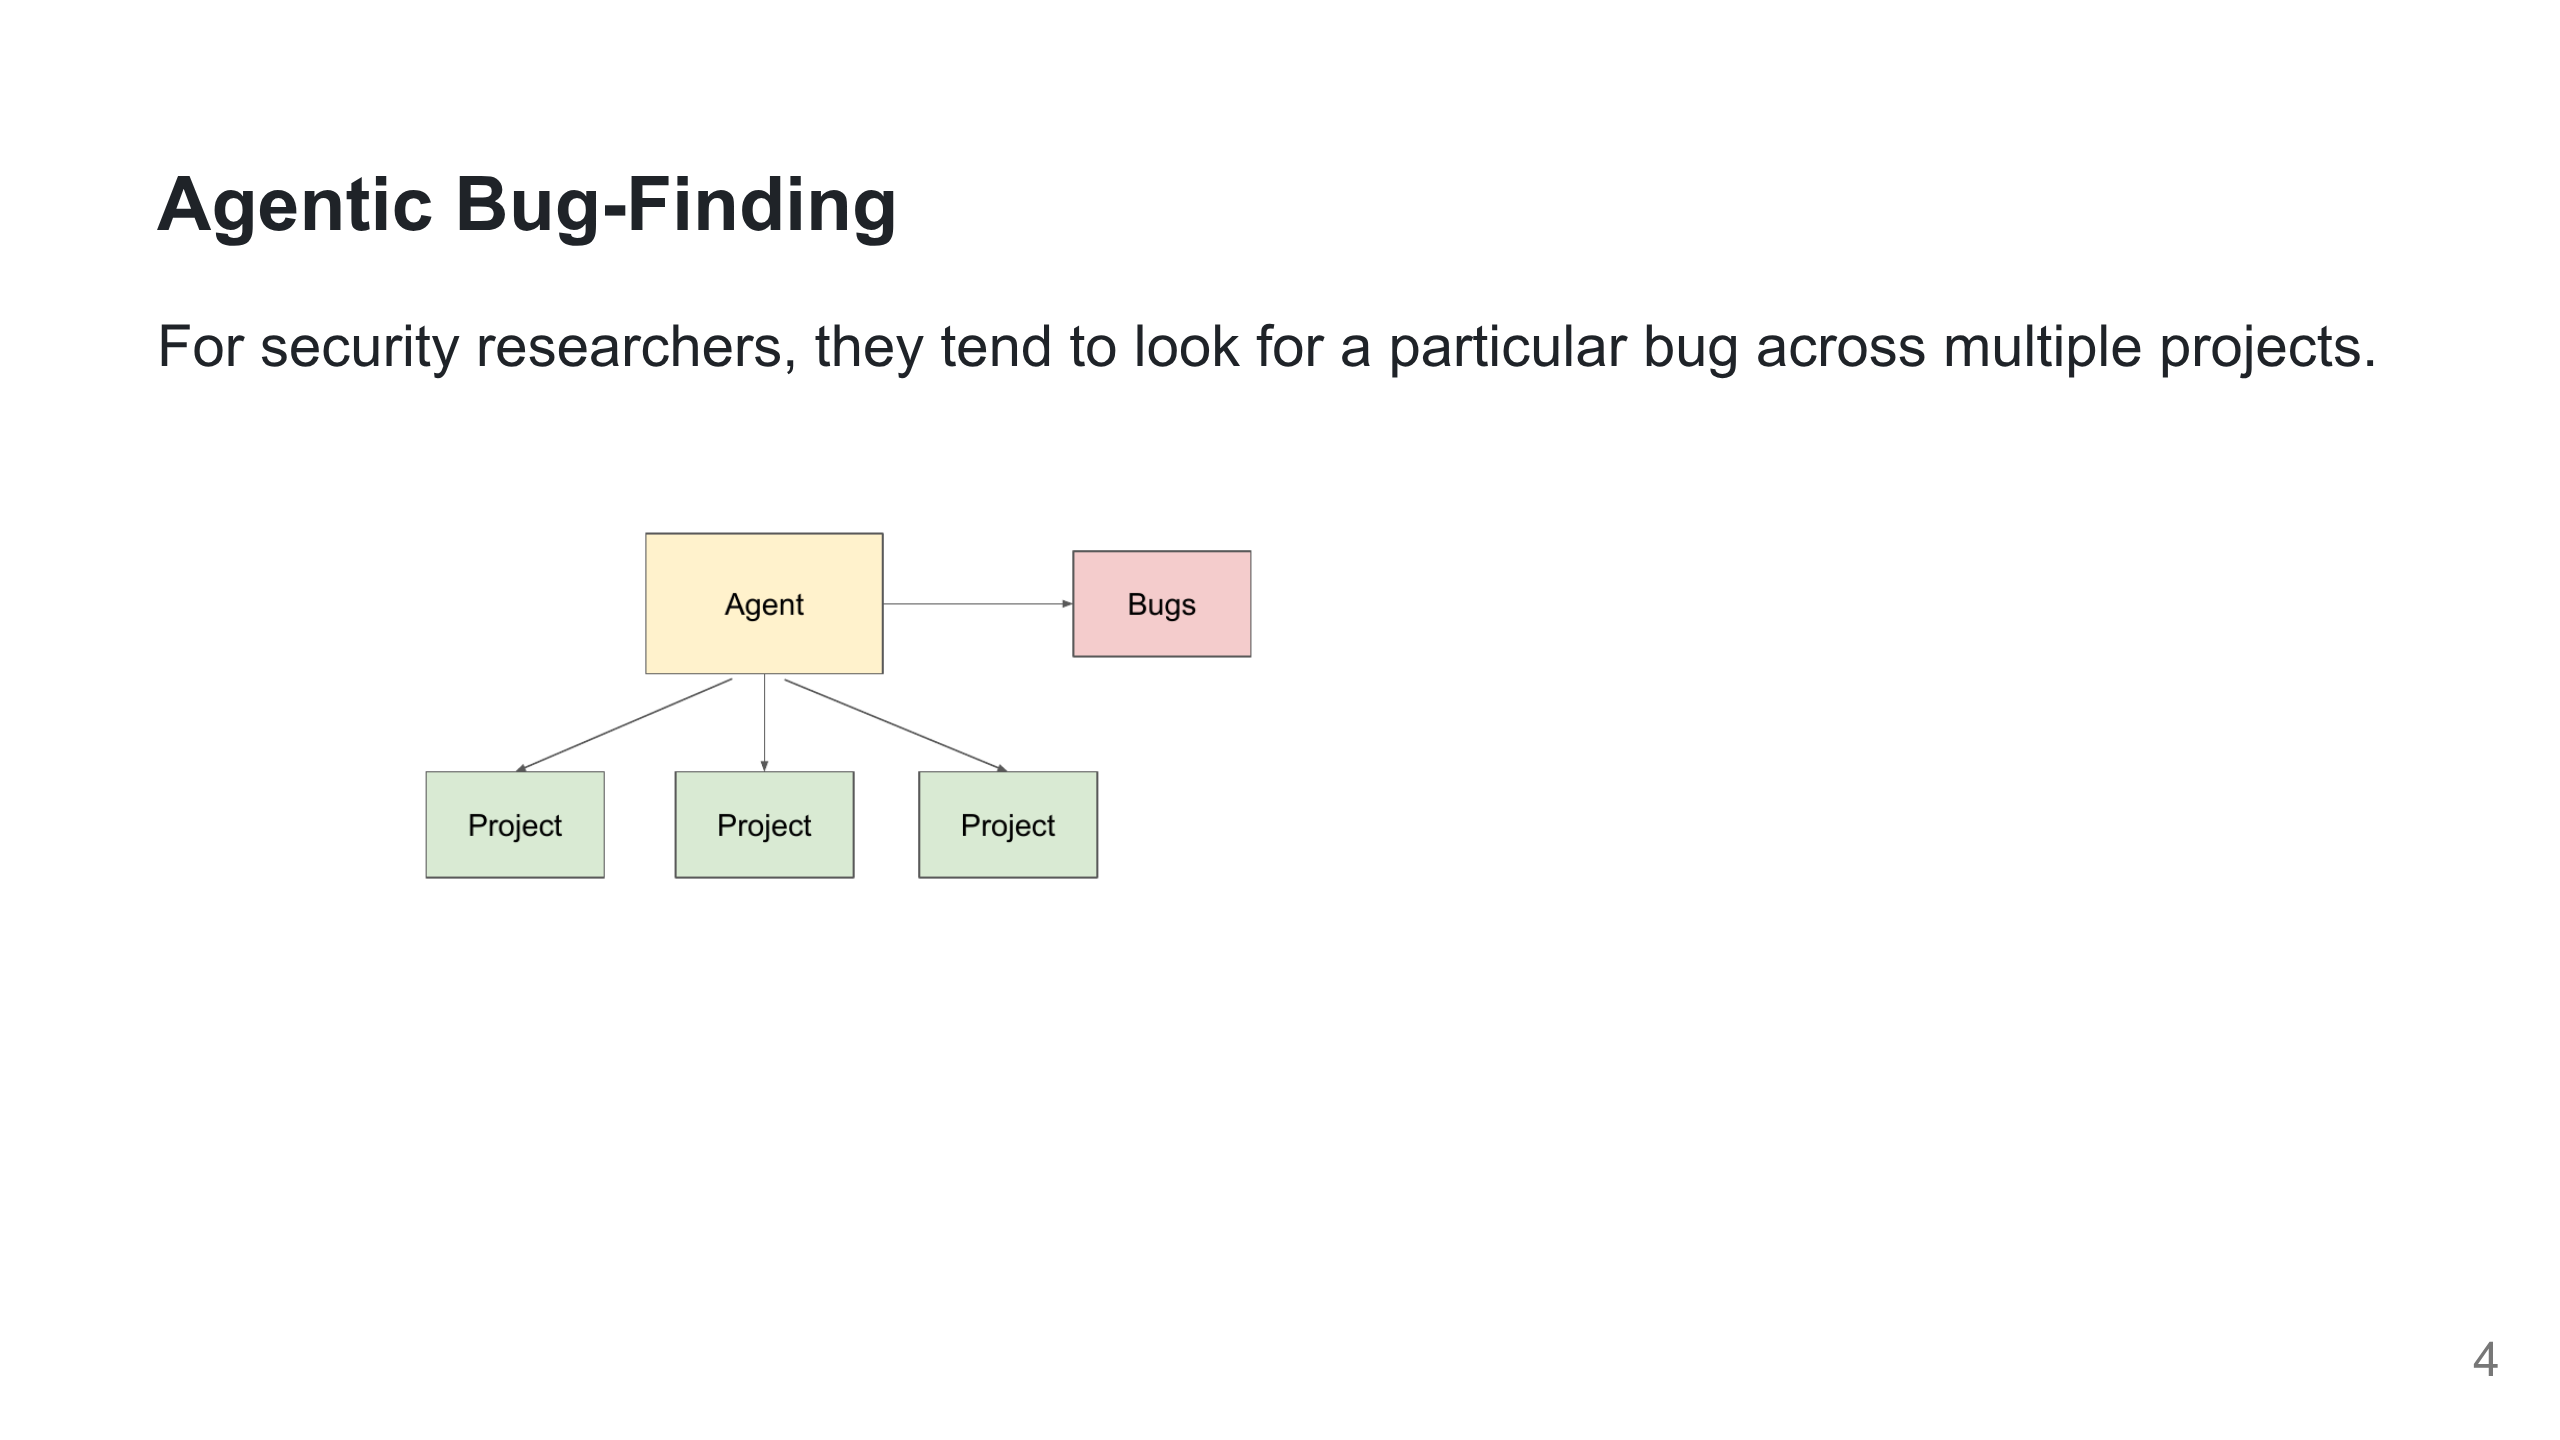 Agentic Bug-Finding
For security researchers, they tend to look for a particular bug across multiple projects.
Agent
Bugs
Project
Project
Project
4